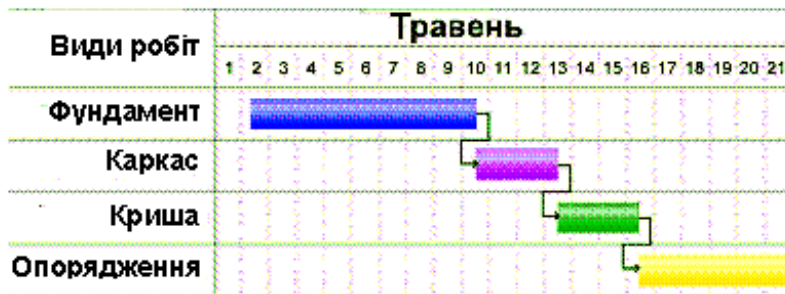 Травень
Види робіт
1 2 3 4 5 6 7 8 9 10 11 12 13 14 15 16 18 19 20 21
Фундамент
Каркас
Криша
Опорядження